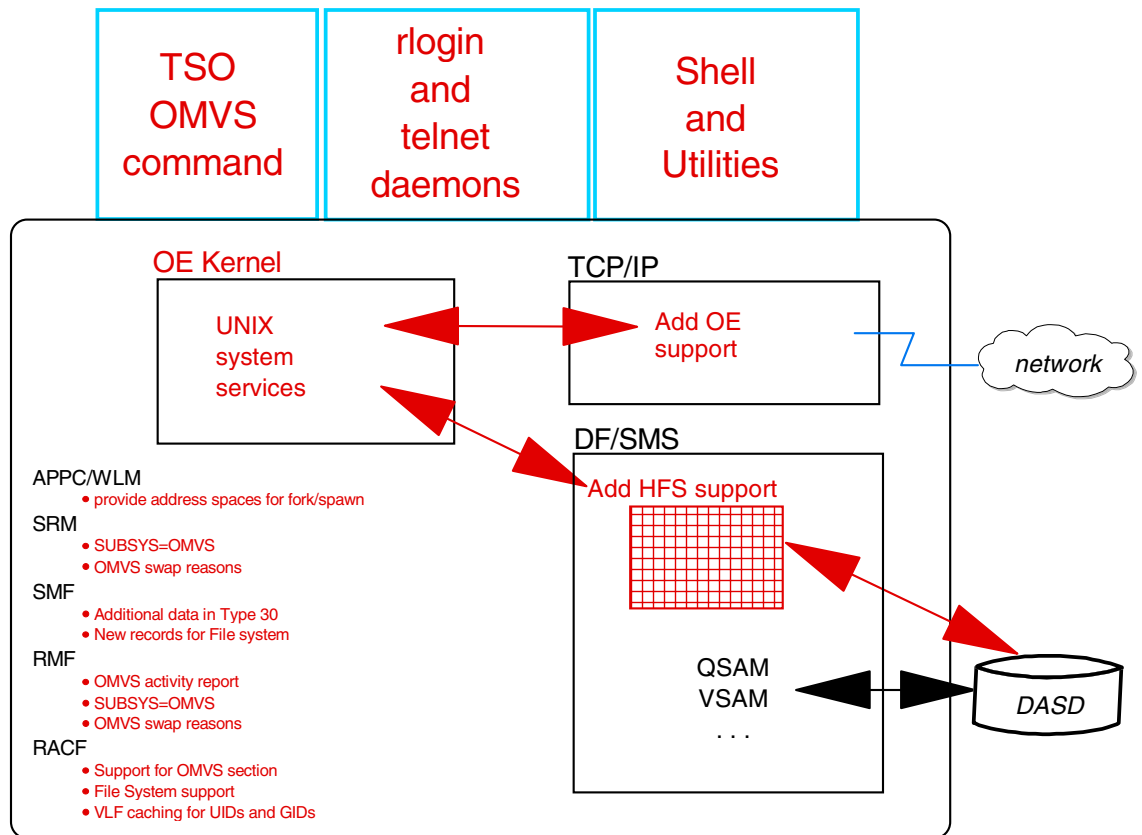 TSO
OMVS
command
rlogin
and
telnet
daemons
Shell
and
Utilities
OE Kernel
UNIX
system
services
TCP/IP
Add OE
support
network
DF/SMS
Add HFS support
QSAM
VSAM
. . .
DASD
APPC/WLM
• provide address spaces for fork/spawn
SRM
• SUBSYS=OMVS
• OMVS swap reasons
SMF
• Additional data in Type 30
• New records for File system
RMF
• OMVS activity report
• SUBSYS=OMVS
• OMVS swap reasons
RACF
• Support for OMVS section
• File System support
• VLF caching for UIDs and GIDs